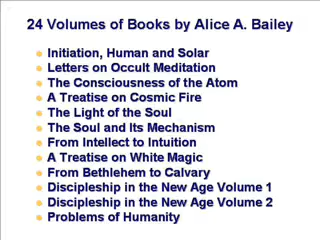 24 Volumes of Books by Alice A. Bailey
Initiation, Human and Solar
Letters on Occult Meditation
The Consciousness of the Atom
A Treatise on Cosmic Fire
The Light of the Soul
The Soul and Its Mechanism
From Intellect to Intuition
A Treatise on White Magic
From Bethlehem to Calvary
Discipleship in the New Age Volume 1
Discipleship in the New Age Volume 2
Problems of Humanity